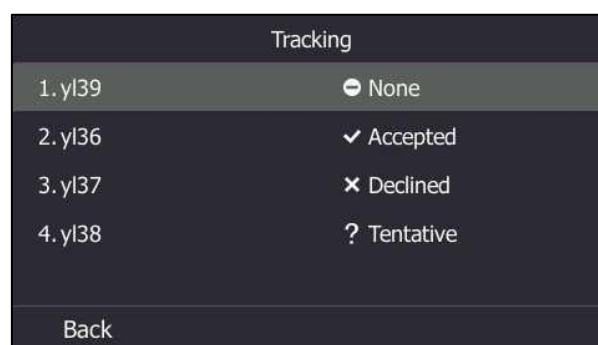 Tracking
1. yl39 None
2. yl36 Accepted
3. yl37 Declined
4. yl38 ? Tentative
Back